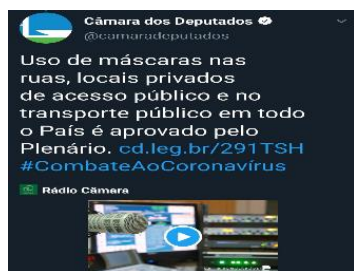 Câmara dos Deputados
@camaradeputados
Uso de máscaras nas
ruas, locais privados
de acesso público e no
transporte público em todo
o País é aprovado pelo
Plenário. cd.leg.br/291TSH
#CombateAoCoronavírus
Rádio Câmara